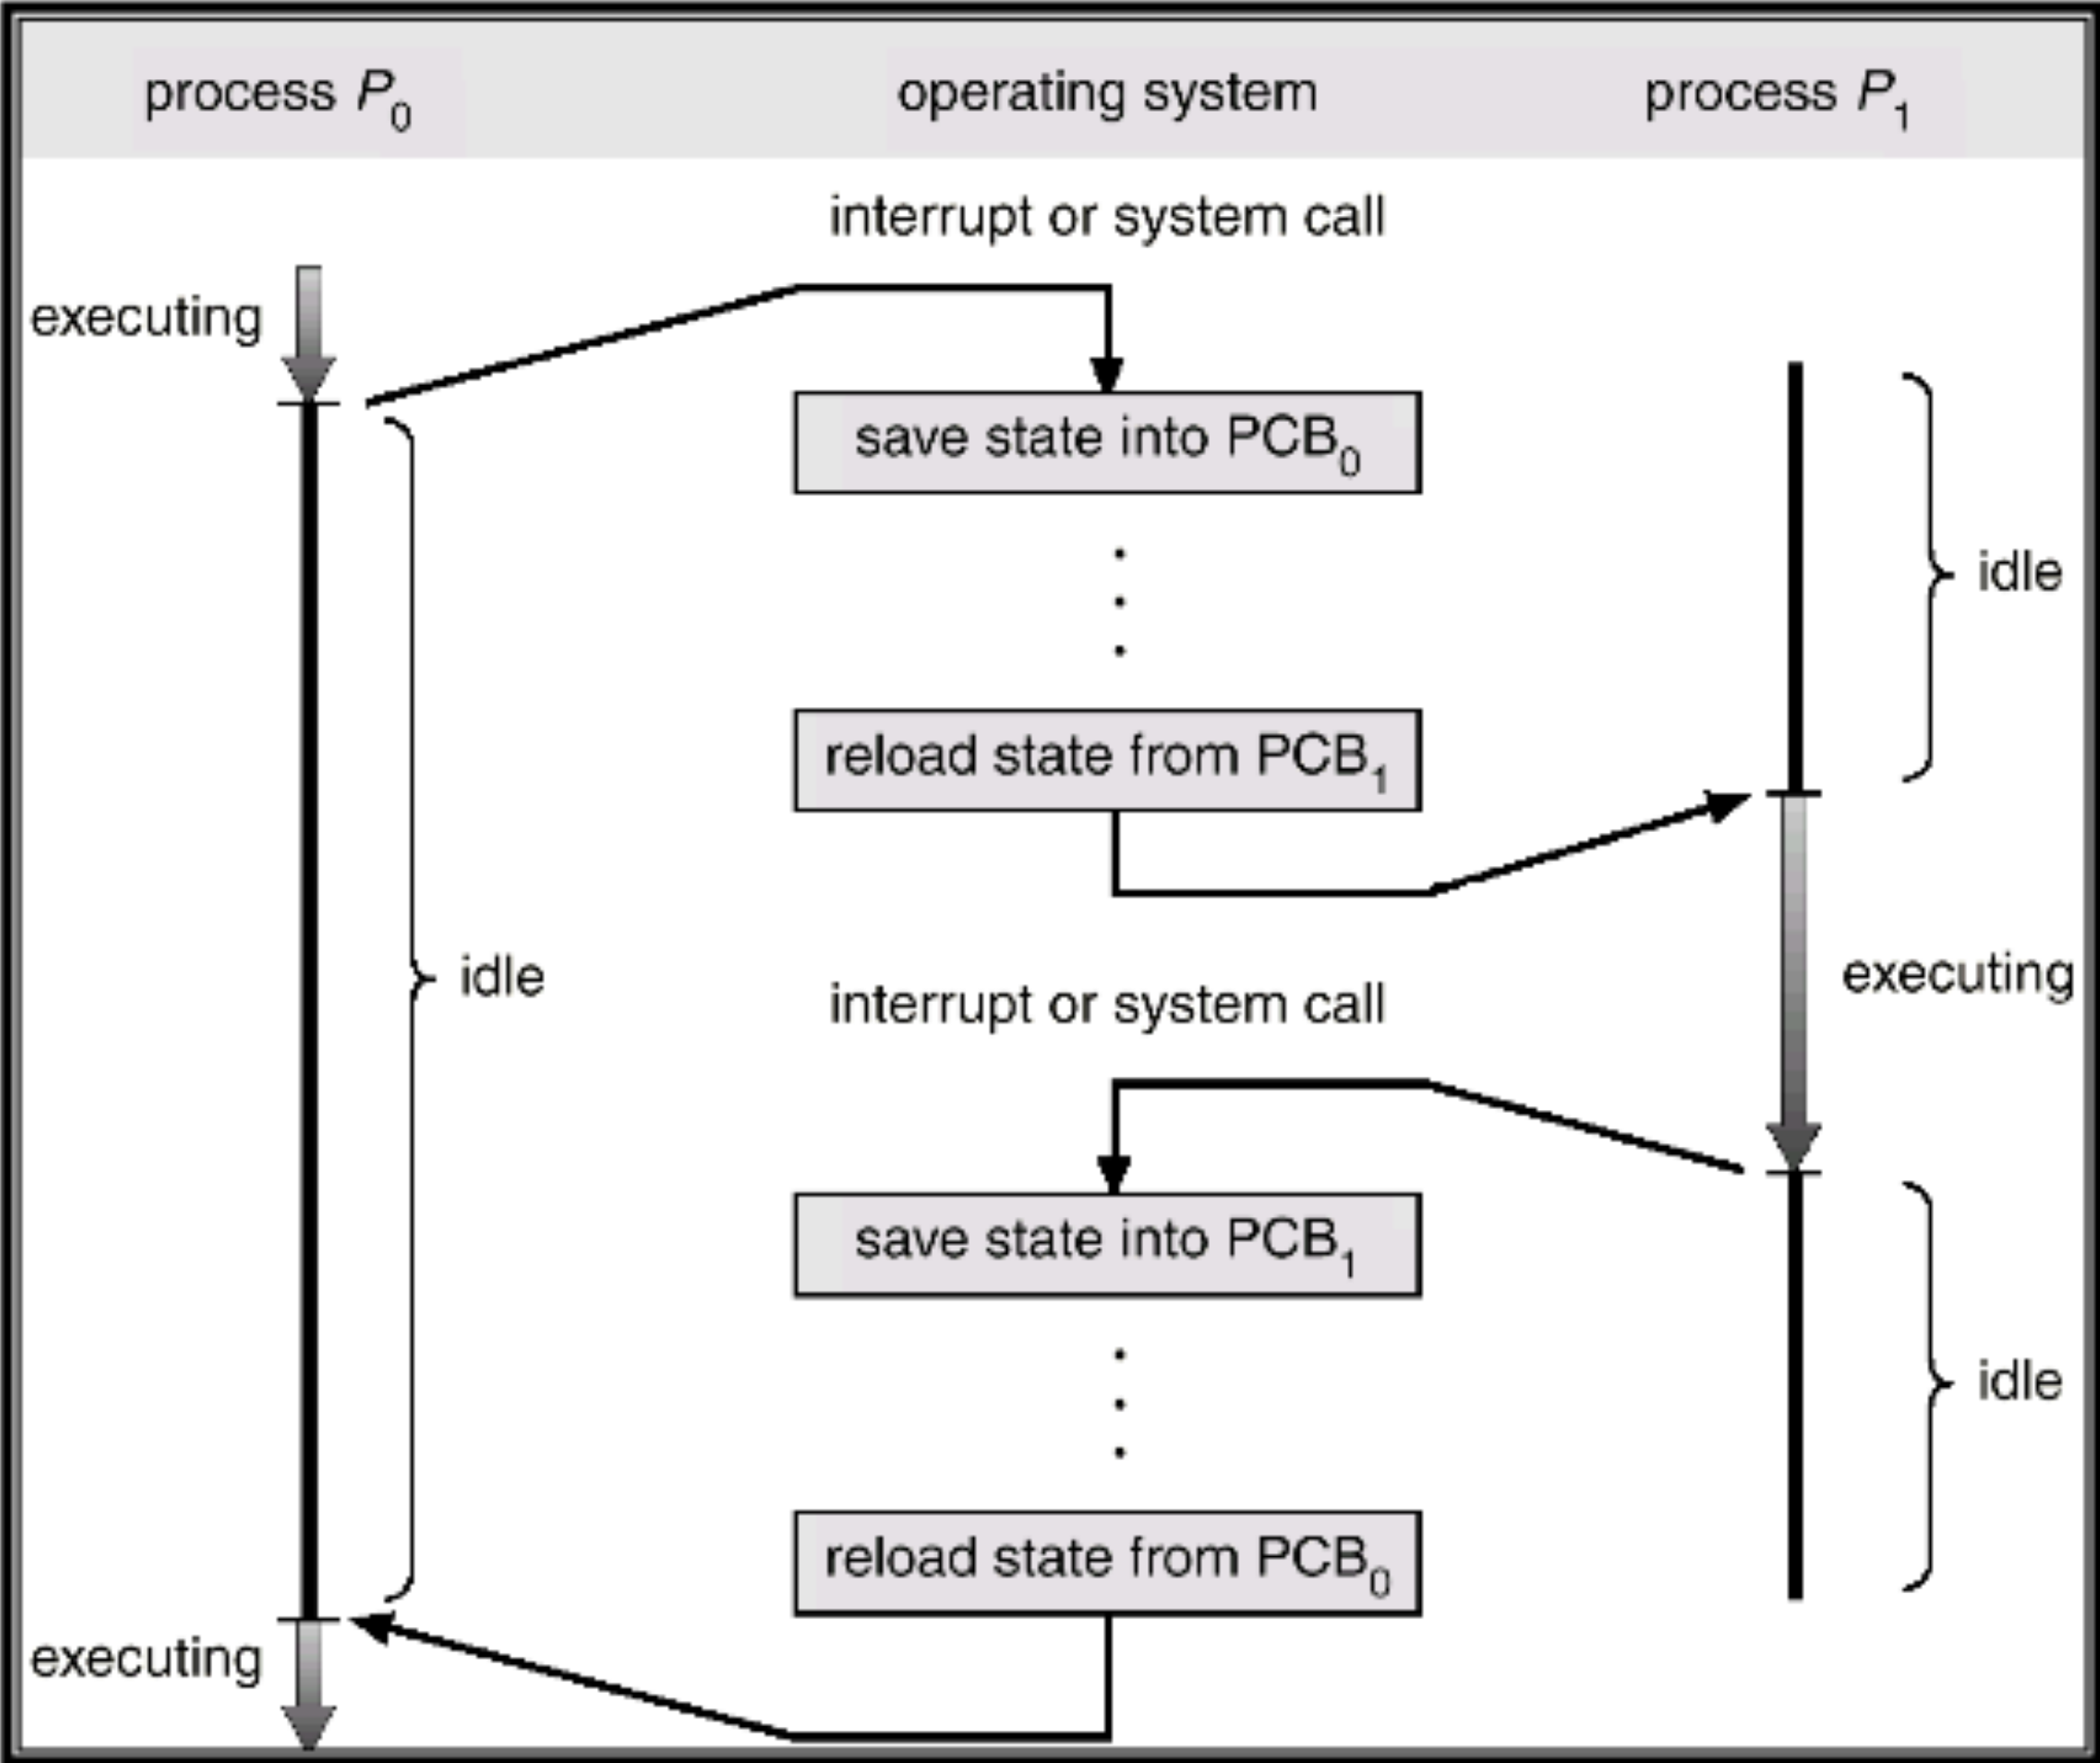 process P0 operating system process P1
interrupt or system call
executing
save state into PCB0
idle
reload state from PCB1
idle
executing
interrupt or system call
save state into PCB1
idle
reload state from PCB0
executing